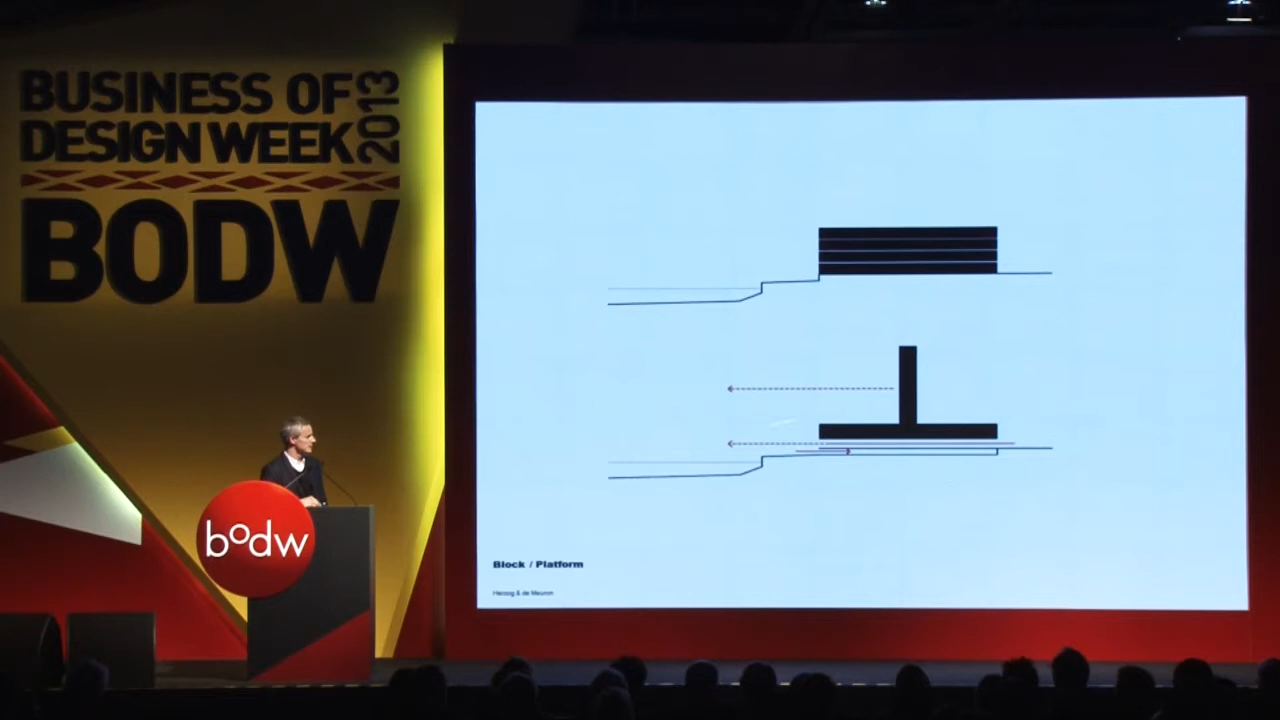 BUSINESS OF
DESIGN WEEK
2013
BODW
bodw
Block / Platform
Herzog & de Meuron